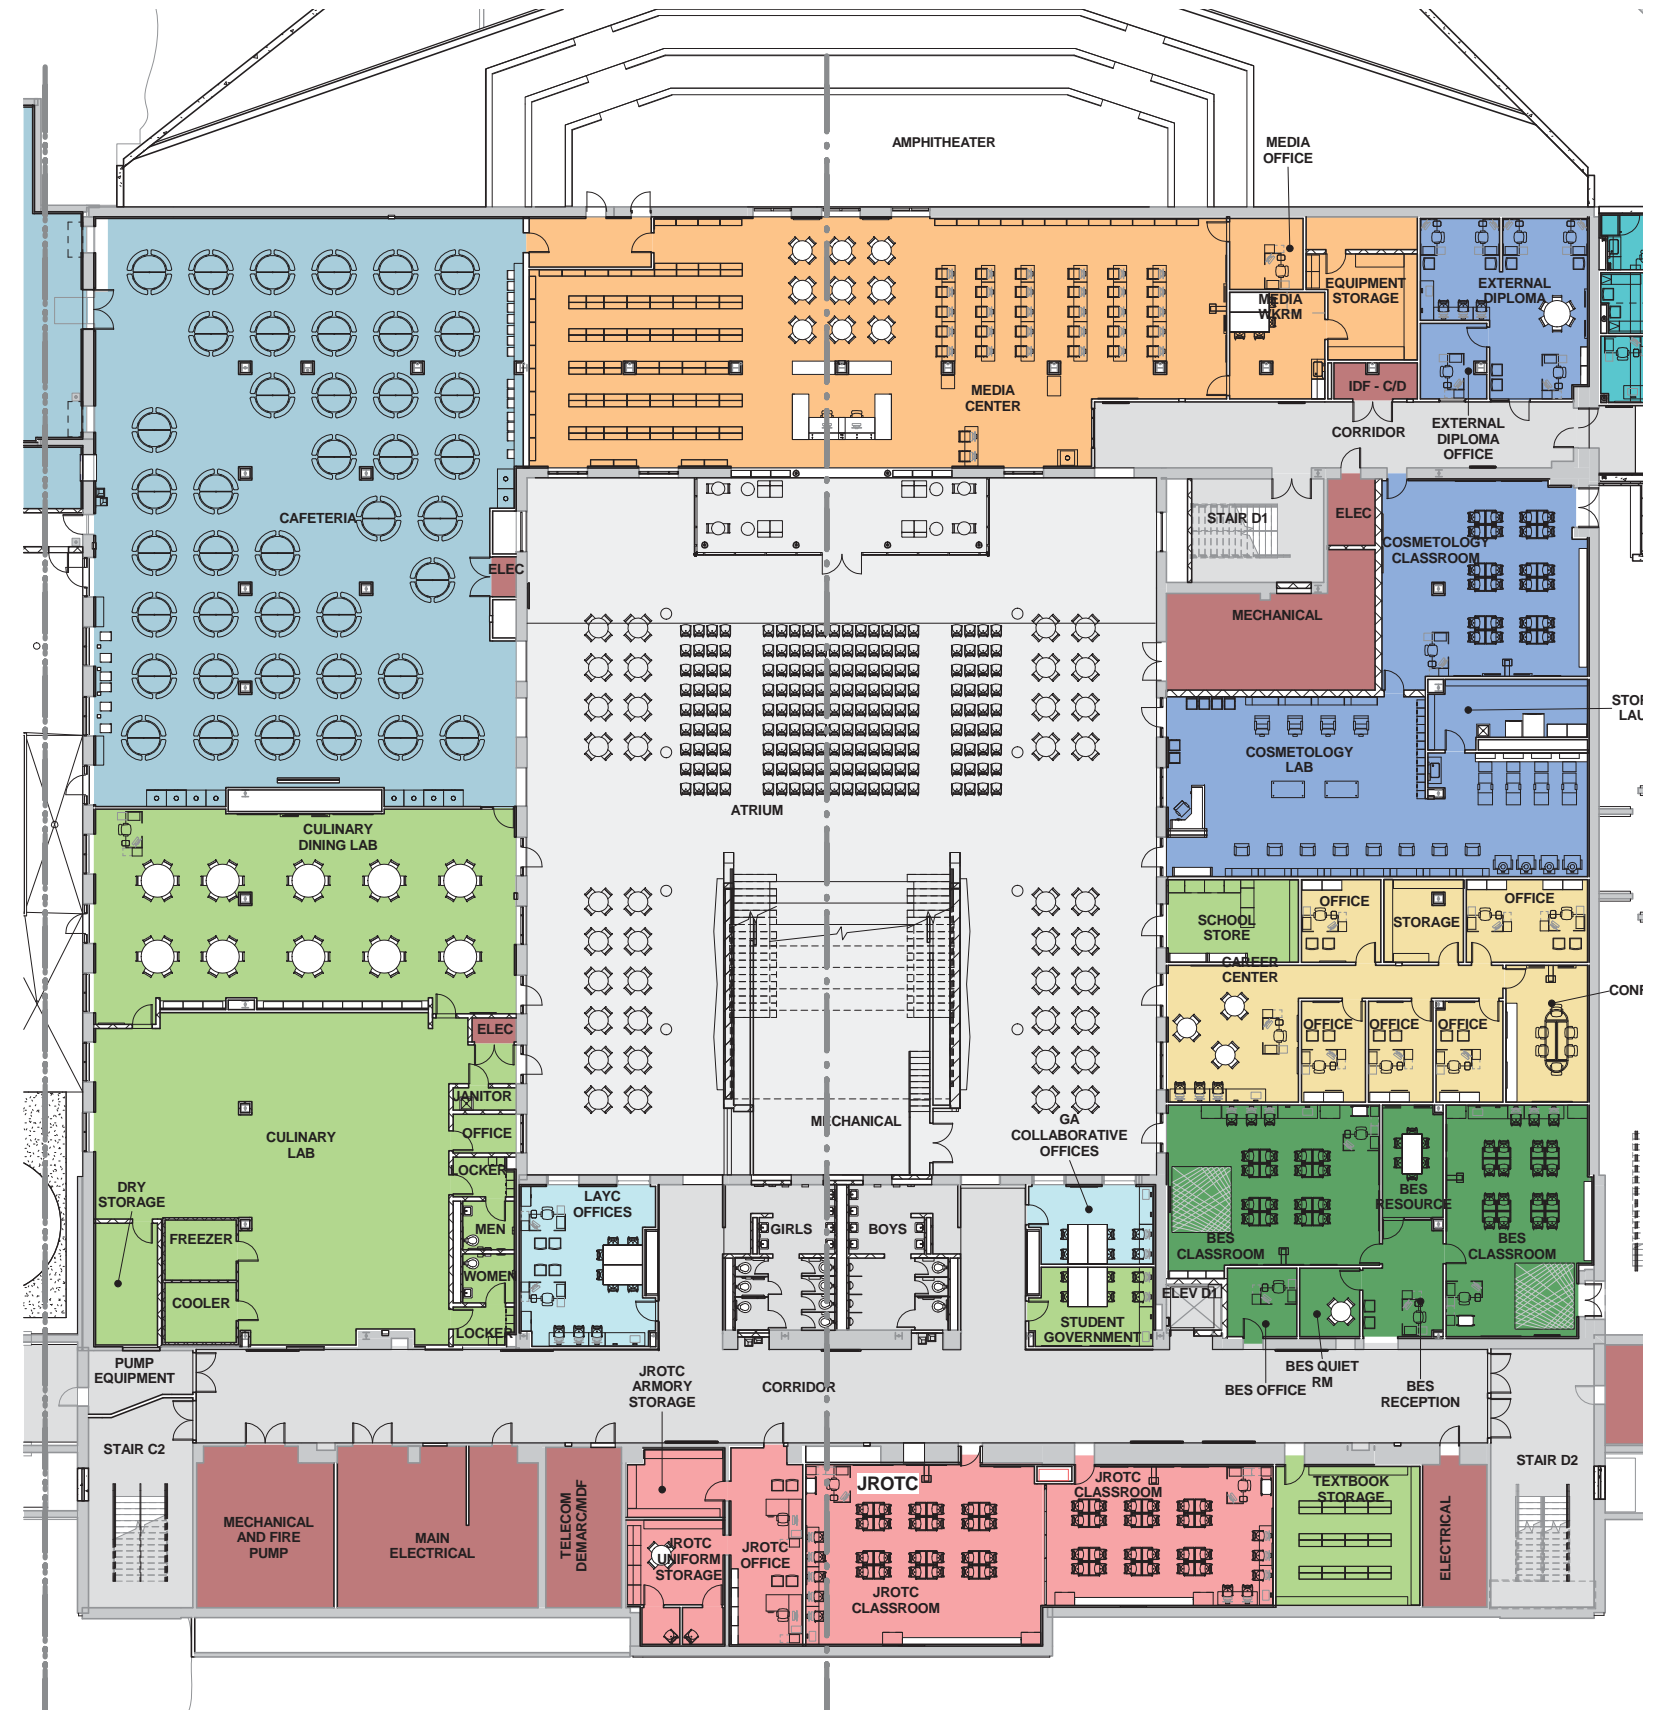 AMPHITHEATER
MEDIA
OFFICE
EQUIPMENT
STORAGE
EXTERNAL
DIPLOMA
MEDIA
WKRM
IDF - C/D
MEDIA
CENTER
CORRIDOR
EXTERNAL
DIPLOMA
OFFICE
CAFETERIA
STAIR D1
ELEC
COSMETOLOGY
CLASSROOM
ELEC
MECHANICAL
STOR
LAU
COSMETOLOGY
LAB
ATRIUM
CULINARY
DINING LAB
OFFICE
STORAGE
OFFICE
SCHOOL
STORE
CAREER
CENTER
CONF
OFFICE
OFFICE
OFFICE
ELEC
JANITOR
OFFICE
CULINARY
LAB
MECHANICAL
GA
COLLABORATIVE
OFFICES
LOCKER
DRY
STORAGE
LAYC
OFFICES
MEN
GIRLS
BOYS
BES
RESOURCE
FREEZER
BES
CLASSROOM
BES
CLASSROOM
WOMEN
COOLER
ELEV D1
LOCKER
STUDENT
GOVERNMENT
PUMP
EQUIPMENT
JROTC
ARMORY
STORAGE
CORRIDOR
BES OFFICE
BES QUIET
RM
BES
RECEPTION
STAIR C2
STAIR D2
JROTC
JROTC
CLASSROOM
TEXTBOOK
STORAGE
MECHANICAL
AND FIRE
PUMP
MAIN
ELECTRICAL
TELECOM
DEMARC/MDF
JROTC
UNIFORM
STORAGE
JROTC
OFFICE
JROTC
CLASSROOM
ELECTRICAL